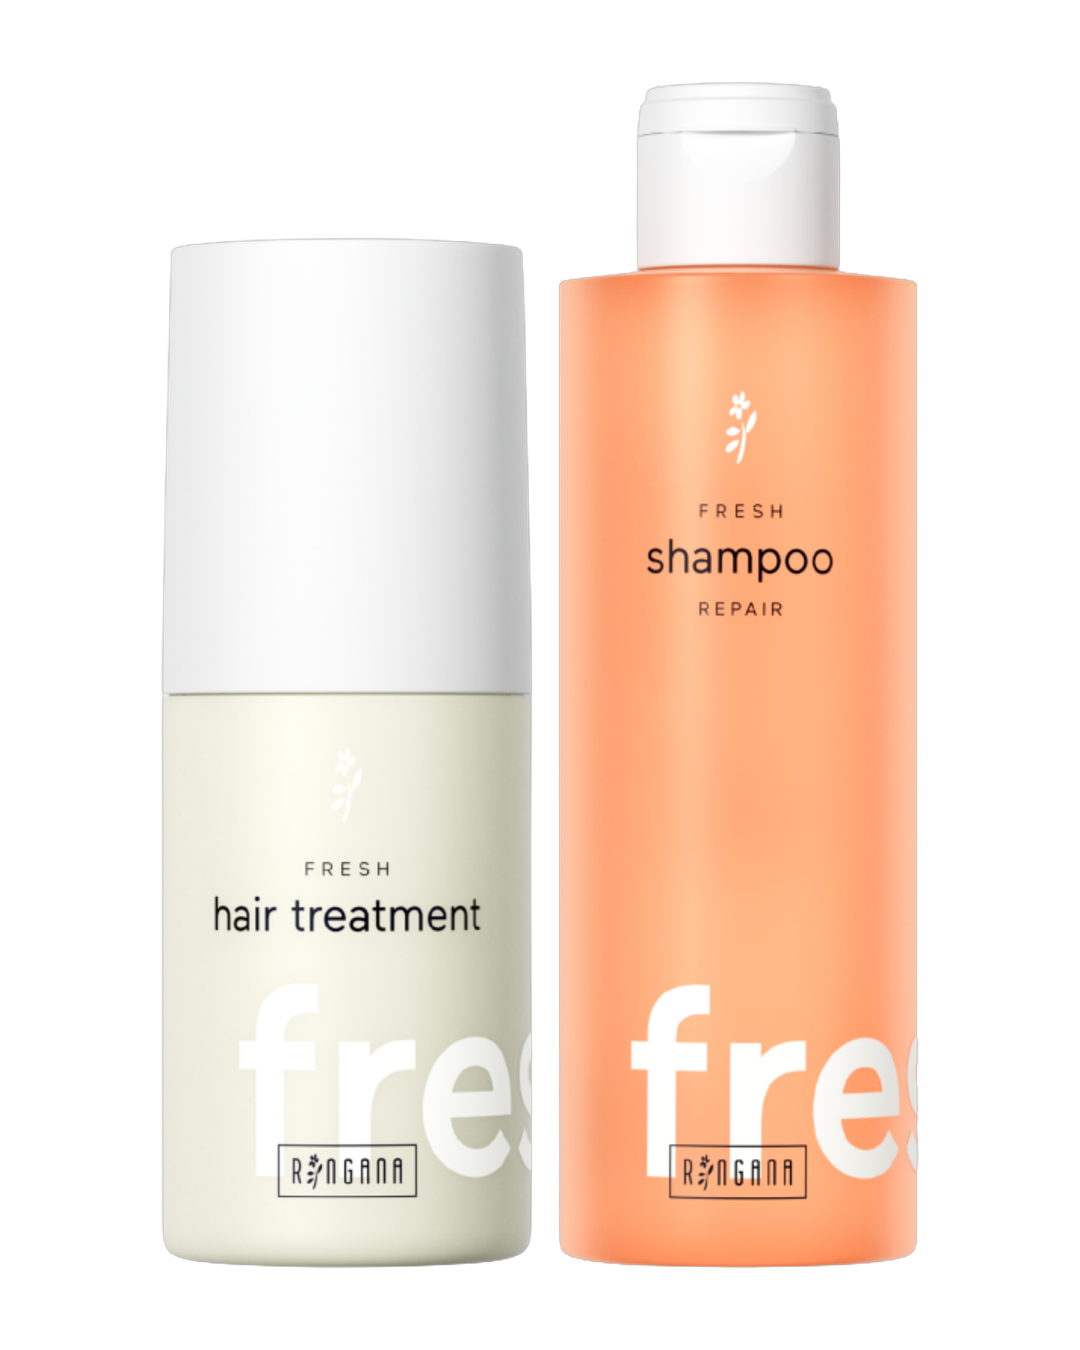 FRESH
hair treatment
fres
RINGANA
FRESH
shampoo
REPAIR
fres
RINGANA